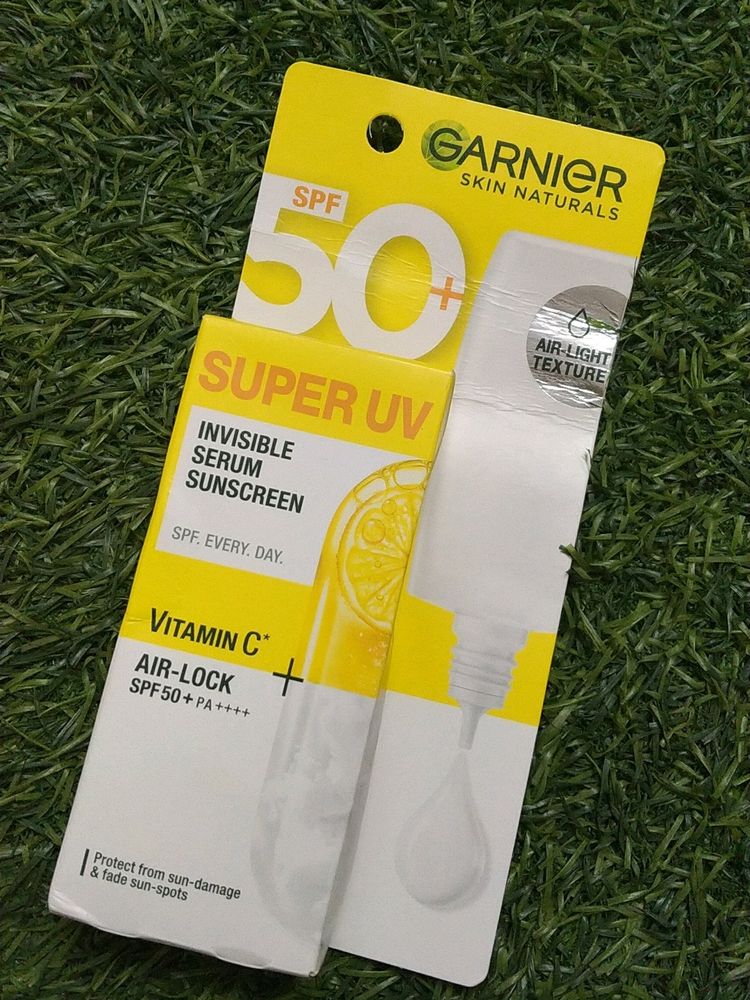 GARNIER
SKIN NATURALS
SPF
50+
AIR-LIGHT
TEXTURE
SUPER UV
INVISIBLE
SERUM
SUNSCREEN
SPF. EVERY. DAY.
VITAMIN C*
+
AIR-LOCK
SPF50+ PA++++
Protect from sun-damage
& fade sun-spots